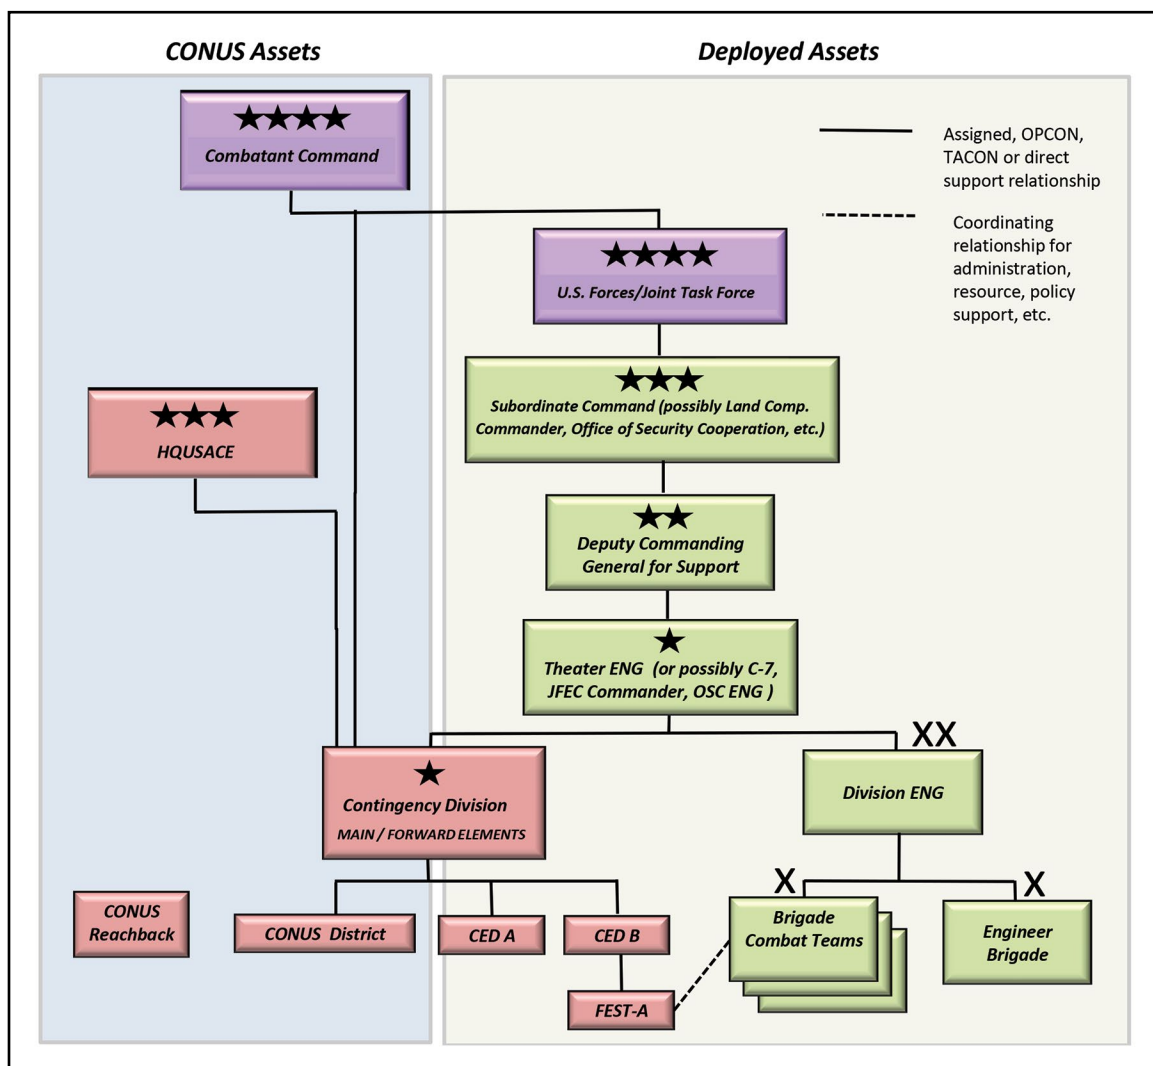 CONUS Assets
Deployed Assets
Combatant Command
Assigned, OPCON,
TACON or direct
support relationship
Coordinating
relationship for
administration,
resource, policy
support, etc.
U.S. Forces/Joint Task Force
Subordinate Command (possibly Land Comp.
Commander, Office of Security Cooperation, etc.)
HQUSACE
Deputy Commanding
General for Support
Theater ENG (or possibly C-7,
JFEC Commander, OSC ENG )
XX
Contingency Division
MAIN / FORWARD ELEMENTS
Division ENG
X
X
CONUS
Reachback
CONUS District
CED A
CED B
Brigade
Combat Teams
Engineer
Brigade
FEST-A